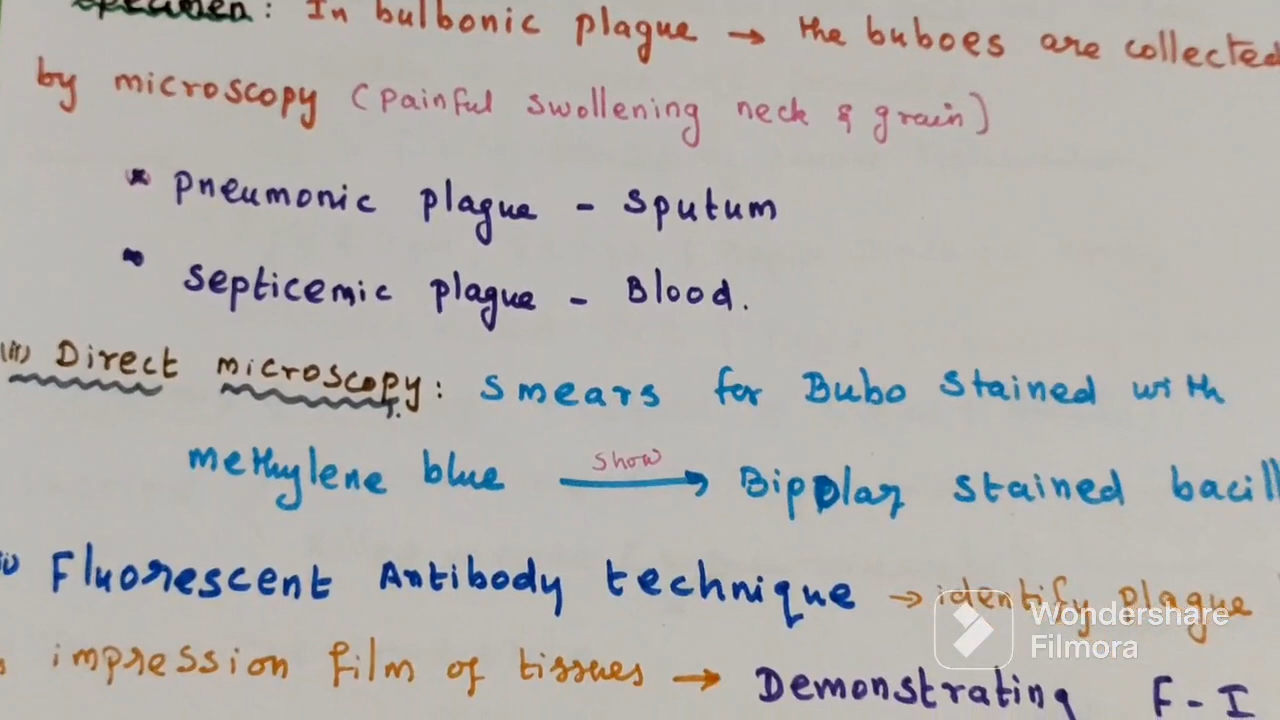 Specimen: In bulbonic plague → the buboes are collected
by microscopy (Painful swollening neck & grain)
* pneumonic plague - Sputum
* Septicemic plague - Blood.
(ii) Direct microscopy: Smears for Bubo Stained with
methylene blue show → Bipolar stained bacill
Fluorescent Antibody technique → identify plague
impression film of tissues → Demonstrating F-I
Wondershare
Filmora